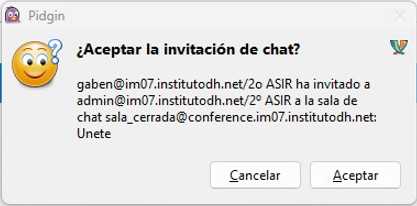 Pidgin
¿Aceptar la invitación de chat?
gaben@im07.institutodh.net/2o ASIR ha invitado a
admin@im07.institutodh.net/2º ASIR a la sala de
chat sala_cerrada@conference.im07.institutodh.net:
Unete
Cancelar
Aceptar